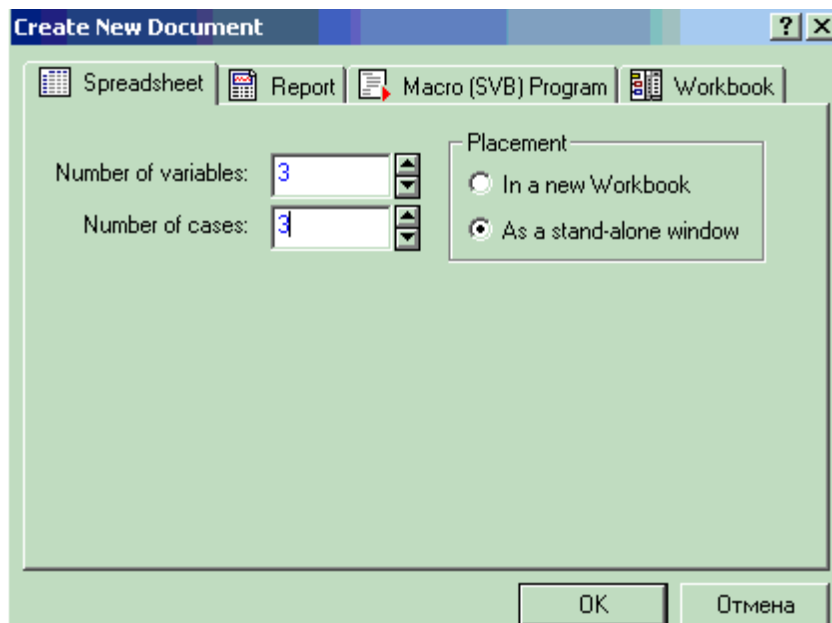 Create New Document
Spreadsheet Report Macro (SVB) Program Workbook
Number of variables: 3
Number of cases: 3
Placement
In a new Workbook
As a stand-alone window
OK Отмена